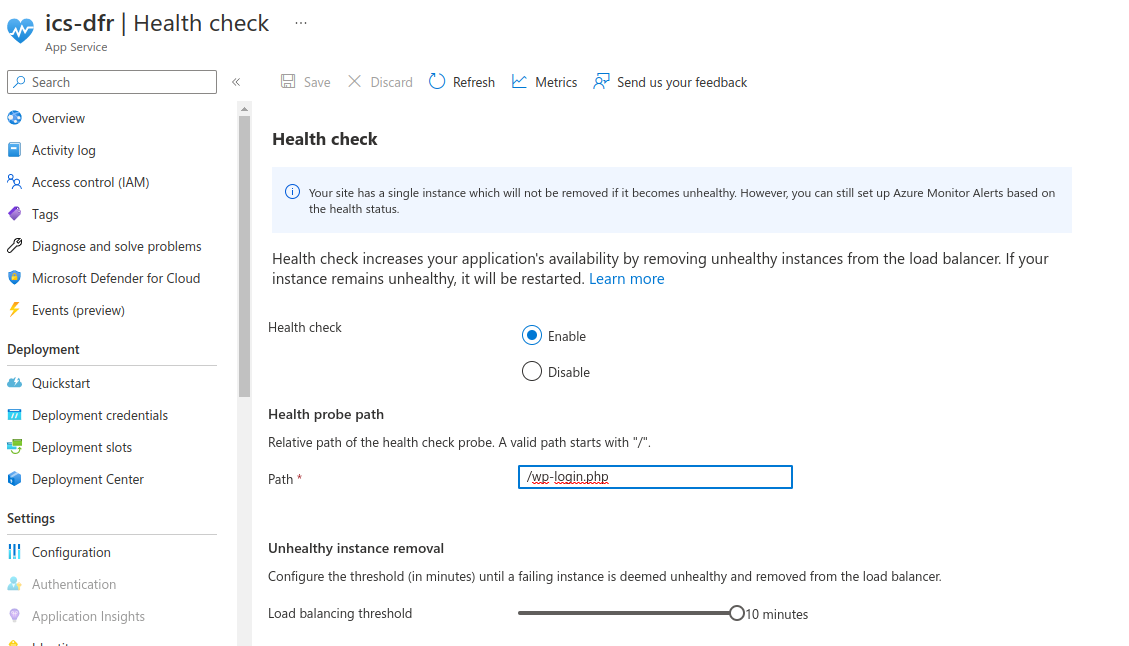 ics-dfr | Health check ...
App Service
Search
«
Save
Discard
Refresh
Metrics
Send us your feedback
Overview
Activity log
Access control (IAM)
Tags
Diagnose and solve problems
Microsoft Defender for Cloud
Events (preview)
Deployment
Quickstart
Deployment credentials
Deployment slots
Deployment Center
Settings
Configuration
Authentication
Application Insights
Health check
Your site has a single instance which will not be removed if it becomes unhealthy. However, you can still set up Azure Monitor Alerts based on
the health status.
Health check increases your application's availability by removing unhealthy instances from the load balancer. If your
instance remains unhealthy, it will be restarted. Learn more
Health check
Enable
Disable
Health probe path
Relative path of the health check probe. A valid path starts with "/".
Path *
/wp-login.php
Unhealthy instance removal
Configure the threshold (in minutes) until a failing instance is deemed unhealthy and removed from the load balancer.
Load balancing threshold
10 minutes